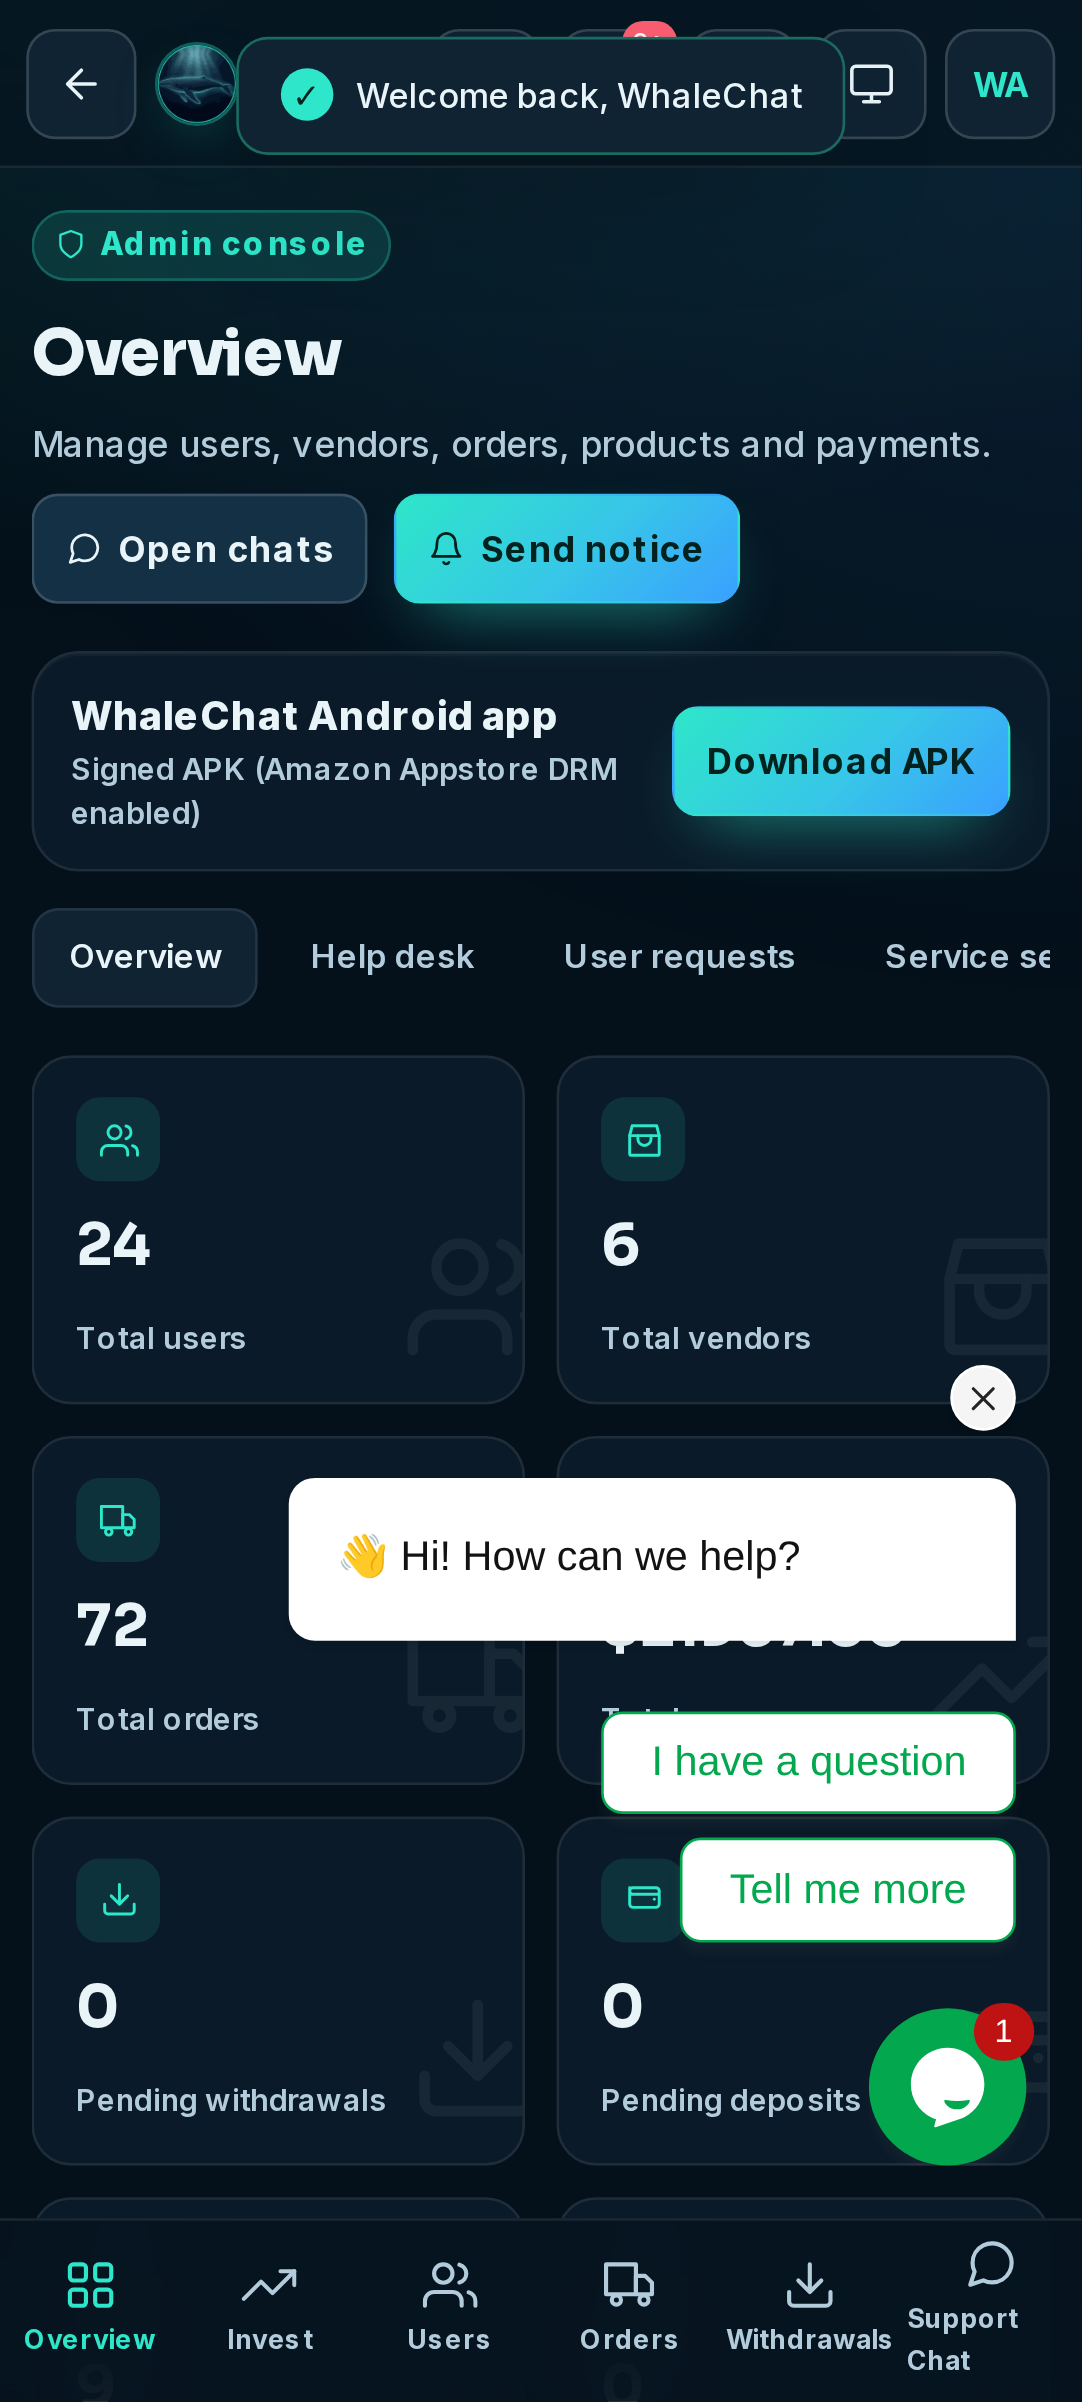 Welcome back, WhaleChat
WA
Admin console
Overview
Manage users, vendors, orders, products and payments.
Open chats
Send notice
WhaleChat Android app
Signed APK (Amazon Appstore DRM
enabled)
Download APK
Overview
Help desk
User requests
Service se
24
Total users
6
Total vendors
72
Total orders
👋 Hi! How can we help?
I have a question
Tell me more
0
Pending withdrawals
0
Pending deposits
1
Overview
Invest
Users
Orders
Withdrawals
Support
Chat
9
0